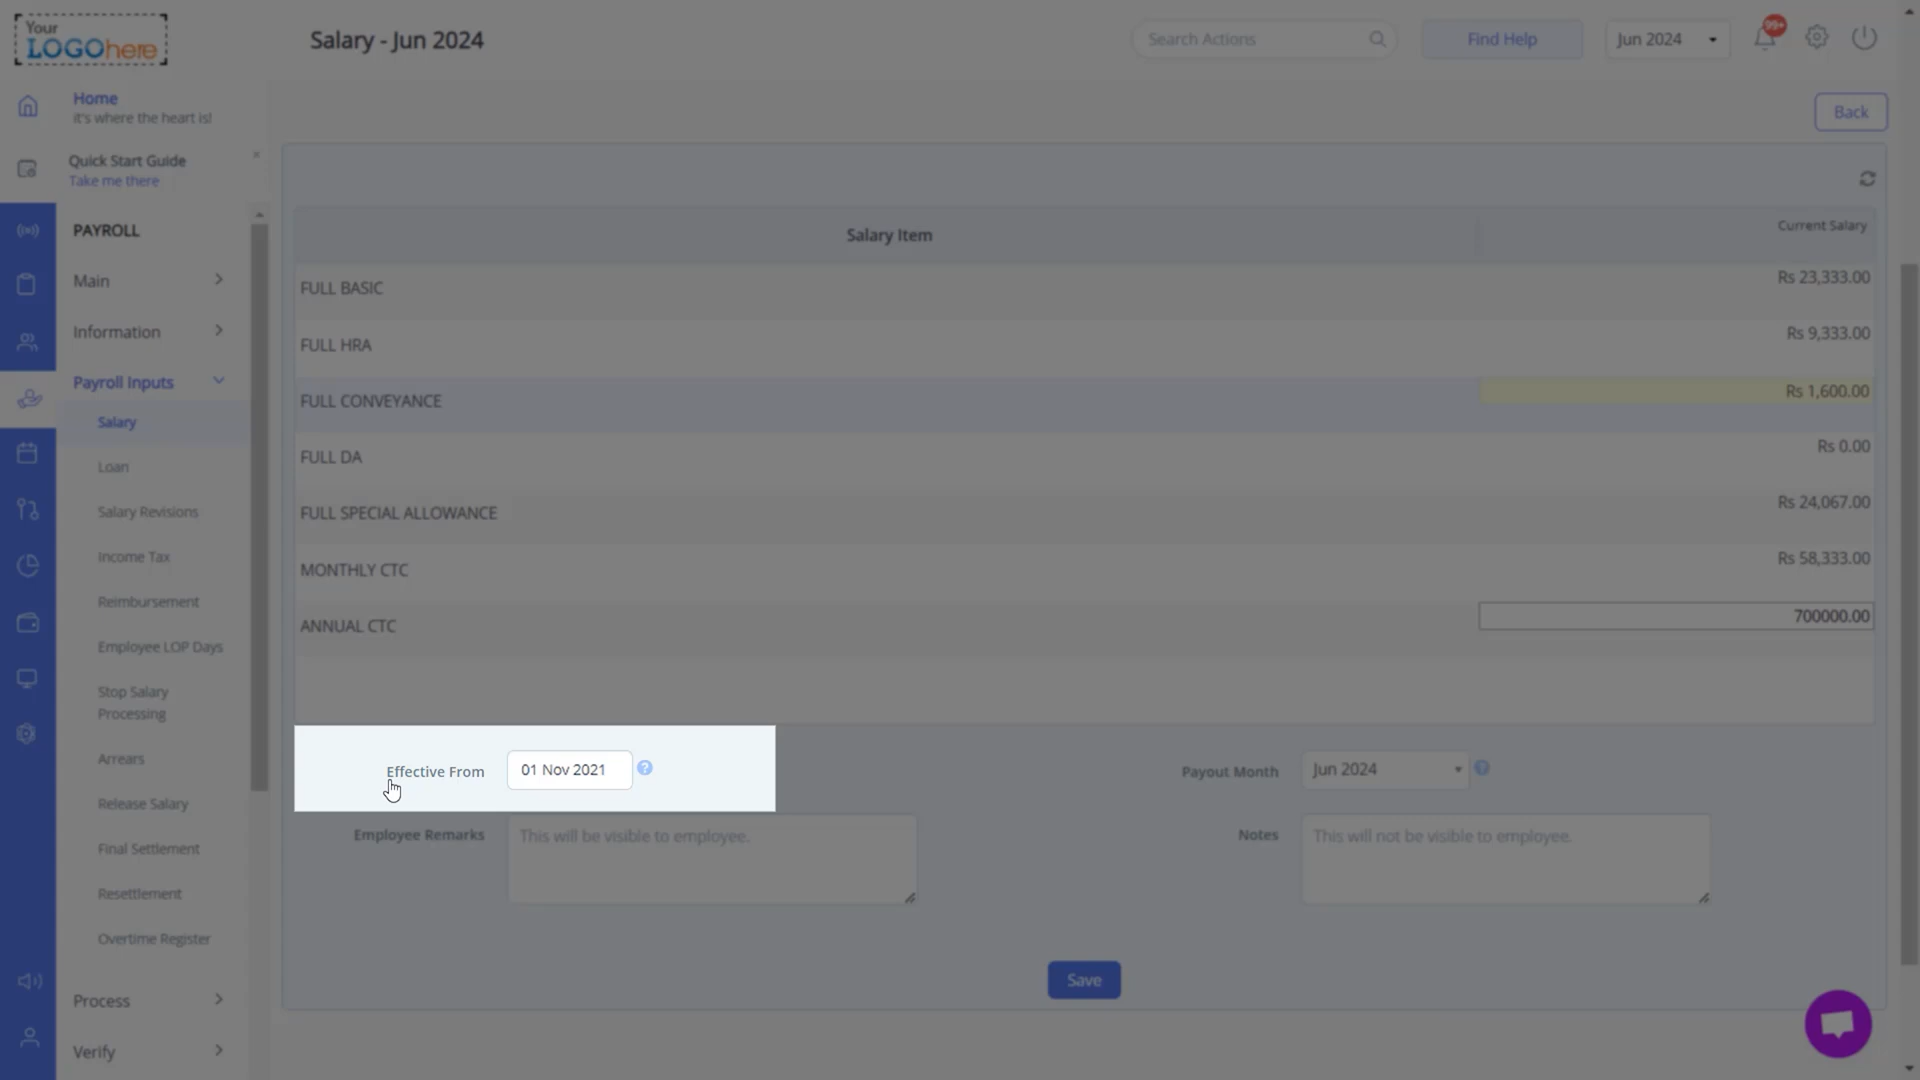 Your
LOGOhere
Salary - Jun 2024
Search Actions
Find Help
Jun 2024
99+
Home
it's where the heart is!
Quick Start Guide
Take me there
Back
PAYROLL
Main
Information
Payroll Inputs
Salary
Loan
Salary Revisions
Income Tax
Reimbursement
Employee LOP Days
Stop Salary
Processing
Arrears
Release Salary
Final Settlement
Resettlement
Overtime Register
Process
Verify
Salary Item
Current Salary
FULL BASIC
Rs 23,333.00
FULL HRA
Rs 9,333.00
FULL CONVEYANCE
Rs 1,600.00
FULL DA
Rs 0.00
FULL SPECIAL ALLOWANCE
Rs 24,067.00
MONTHLY CTC
Rs 58,333.00
ANNUAL CTC
700000.00
Effective From
01 Nov 2021
?
Payout Month
Jun 2024
?
Employee Remarks
This will be visible to employee.
Notes
This will not be visible to employee.
Save